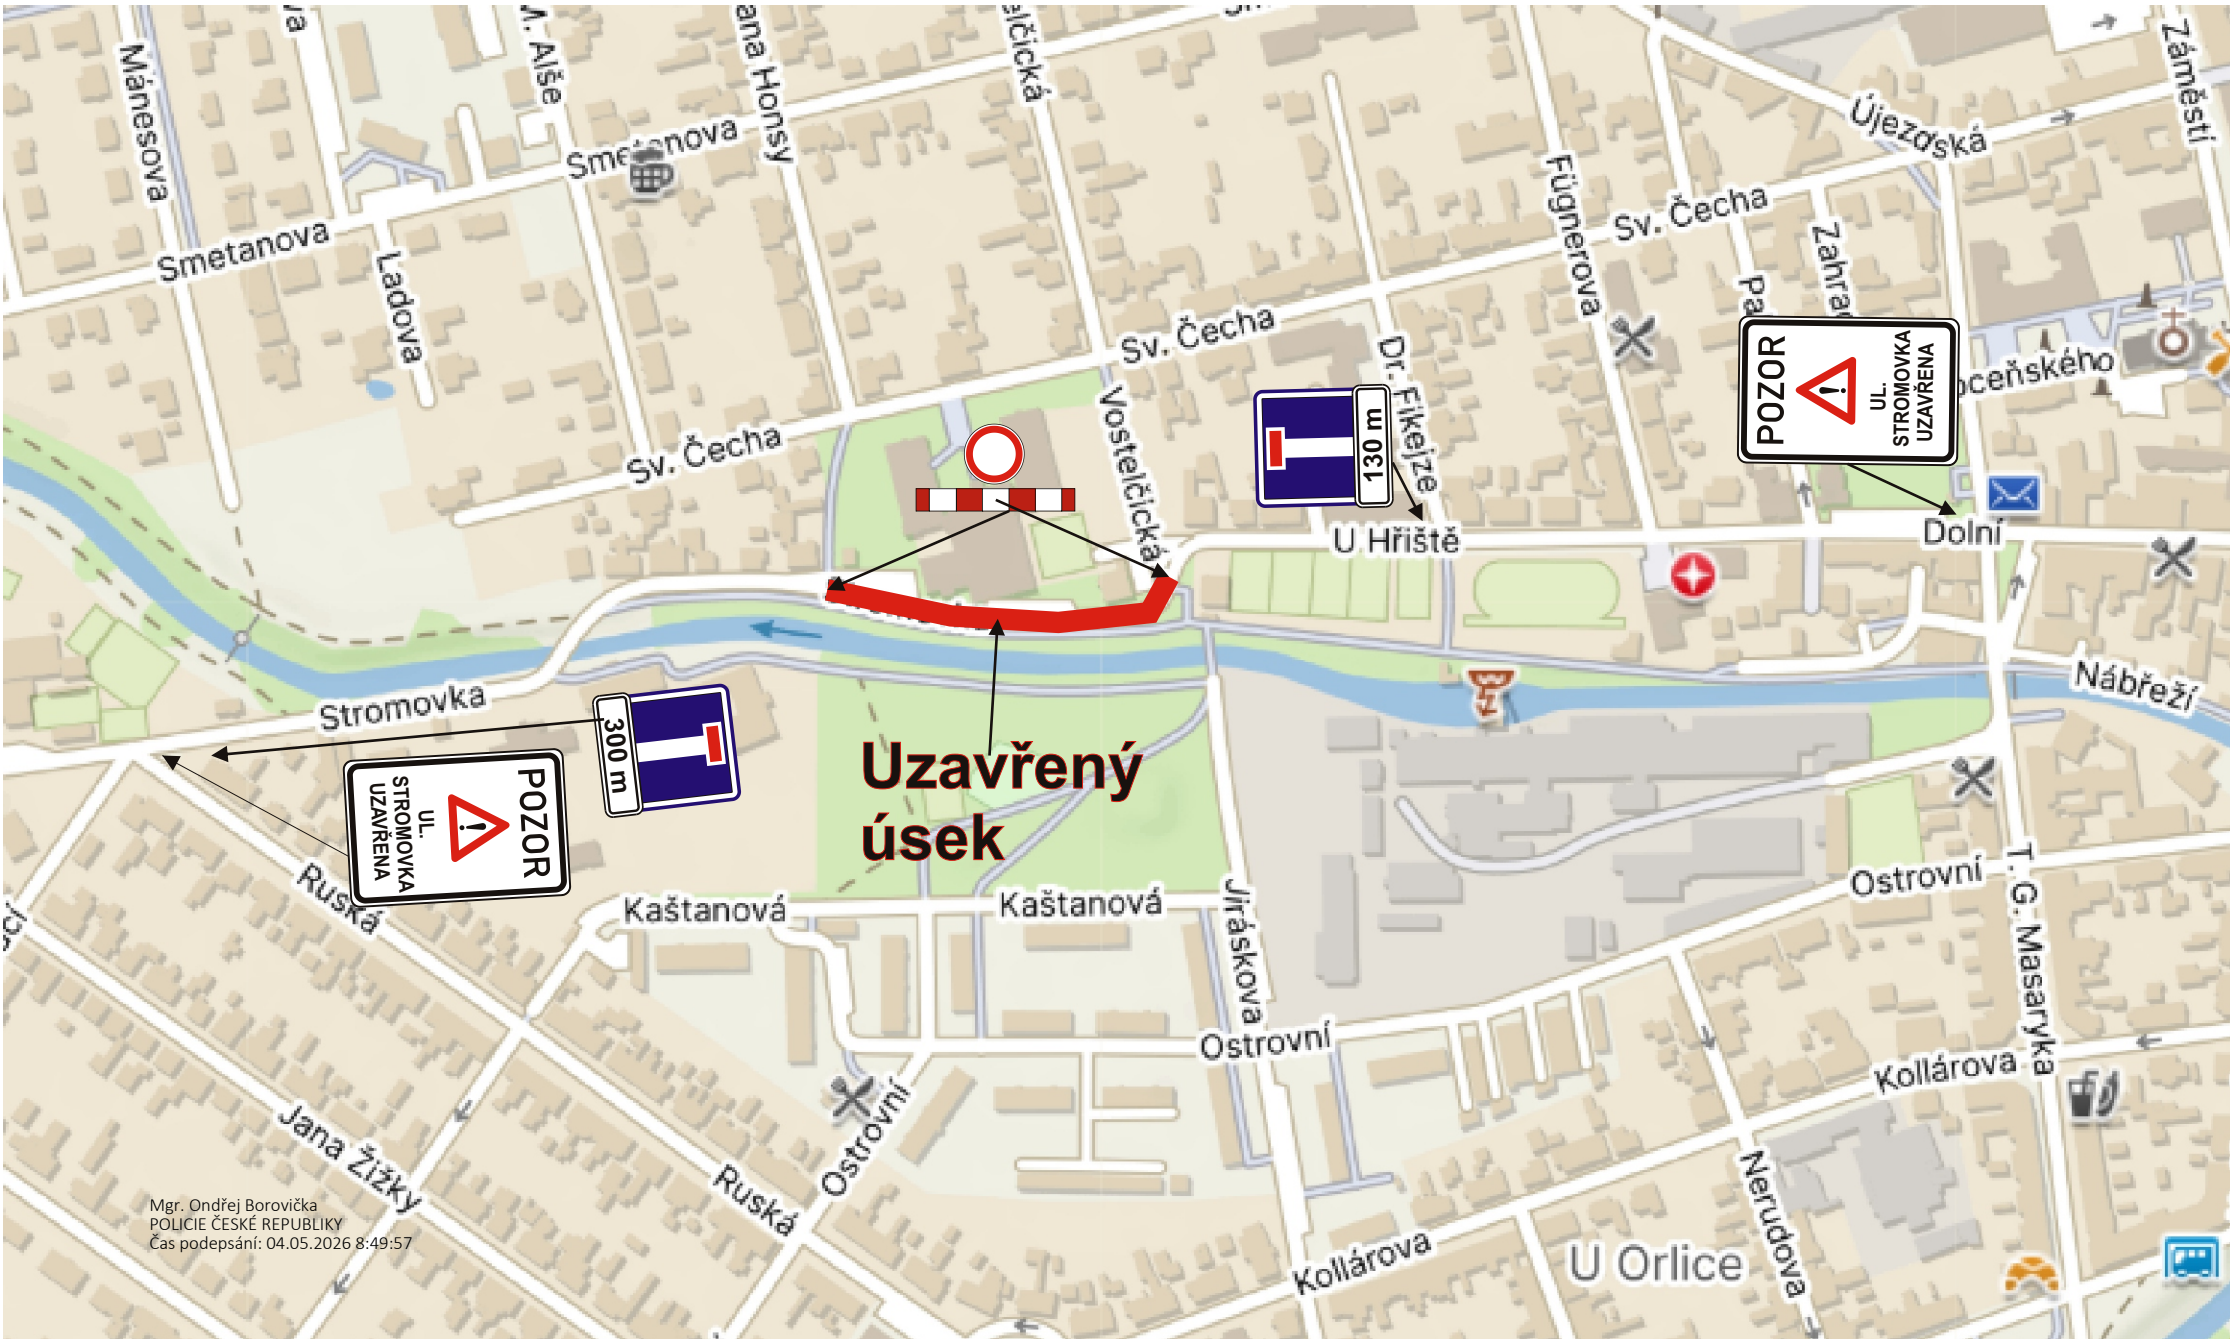 Mánesova
M. Alše
Smetanova
Smetanova
Ladova
Vostelčická
Fügnerova
Sv. Čecha
Sv. Čecha
Sv. Čecha
Újezdská
Záměstí
Dr. Fikejze
130 m
POZOR
UL.
STROMOVKA
UZAVŘENA
U Hřiště
Dolní
Nábřeží
Stromovka
300 m
POZOR
UL.
STROMOVKA
UZAVŘENA
Uzavřený
úsek
Ruská
Kaštanová
Kaštanová
Jiráskova
Ostrovní
T. G. Masaryka
Ostrovní
Kollárova
Ostrovní
Jana Žižky
Ruská
Nerudova
Kollárova
U Orlice
Mgr. Ondřej Borovička
POLICIE ČESKÉ REPUBLIKY
Čas podepsání: 04.05.2026 8:49:57